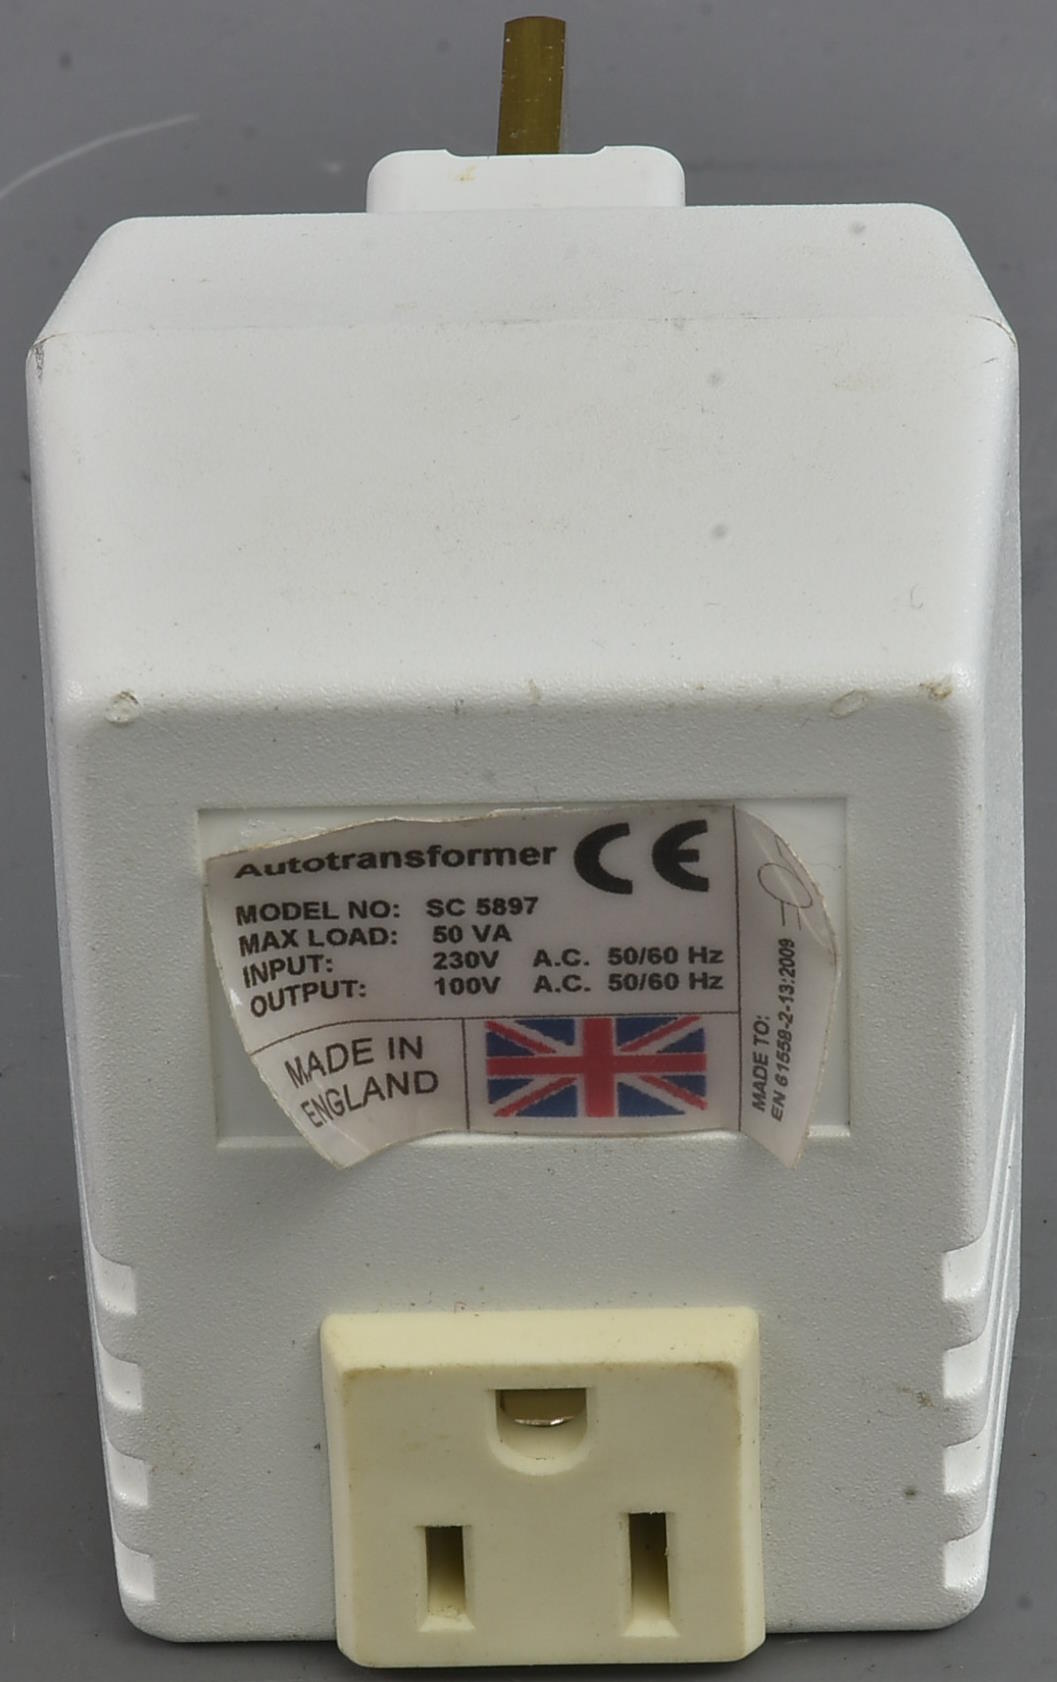 Autotransformer CE
MODEL NO: SC 5897
MAX LOAD: 50 VA
INPUT: 230V A.C. 50/60 Hz
OUTPUT: 100V A.C. 50/60 Hz
MADE IN
ENGLAND
MADE TO:
EN 61558-2-13:2009